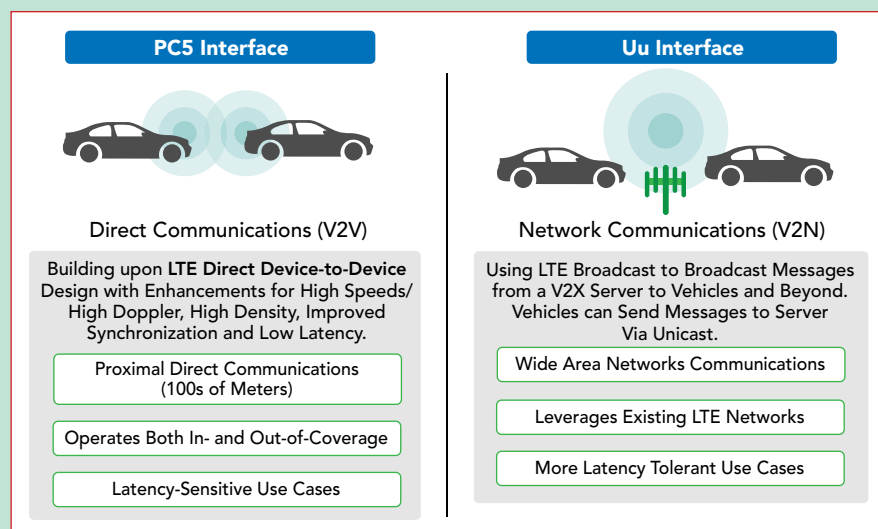 PC5 Interface
Direct Communications (V2V)
Building upon LTE Direct Device-to-Device
Design with Enhancements for High Speeds/
High Doppler, High Density, Improved
Synchronization and Low Latency.
Proximal Direct Communications
(100s of Meters)
Operates Both In- and Out-of-Coverage
Latency-Sensitive Use Cases
Uu Interface
Network Communications (V2N)
Using LTE Broadcast to Broadcast Messages
from a V2X Server to Vehicles and Beyond.
Vehicles can Send Messages to Server
Via Unicast.
Wide Area Networks Communications
Leverages Existing LTE Networks
More Latency Tolerant Use Cases